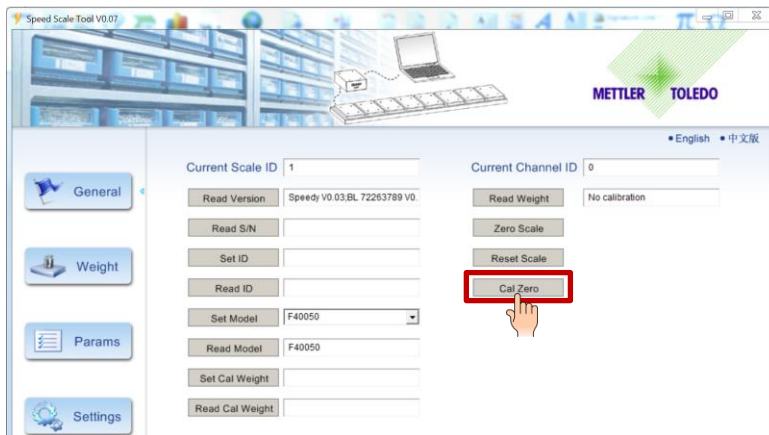 Speed Scale Tool V0.07
METTLER TOLEDO
•English •中文版
General
Weight
Params
Settings
Current Scale ID 1
Read Version Speedy V0.03;BL 72263789 V0.
Read S/N
Set ID
Read ID
Set Model F40050
Read Model F40050
Set Cal Weight
Read Cal Weight
Current Channel ID 0
Read Weight No calibration
Zero Scale
Reset Scale
Cal Zero